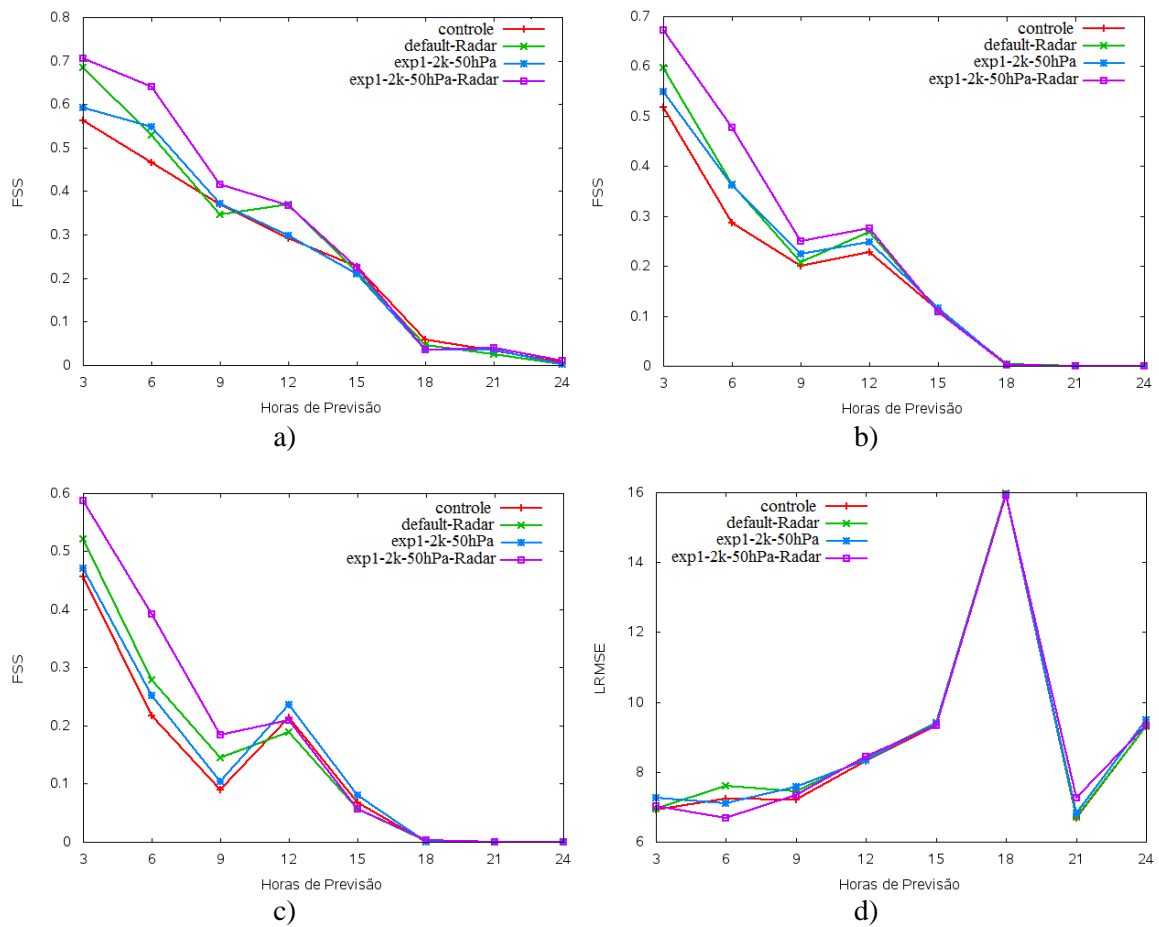 controle
default-Radar
exp1-2k-50hPa
exp1-2k-50hPa-Radar
0.8
0.7
0.6
0.5
0.4
0.3
0.2
0.1
0
FSS
3 6 9 12 15 18 21 24
Horas de Previsão
a)
controle
default-Radar
exp1-2k-50hPa
exp1-2k-50hPa-Radar
0.7
0.6
0.5
0.4
0.3
0.2
0.1
0
FSS
3 6 9 12 15 18 21 24
Horas de Previsão
b)
controle
default-Radar
exp1-2k-50hPa
exp1-2k-50hPa-Radar
0.6
0.5
0.4
0.3
0.2
0.1
0
FSS
3 6 9 12 15 18 21 24
Horas de Previsão
c)
controle
default-Radar
exp1-2k-50hPa
exp1-2k-50hPa-Radar
16
14
12
10
8
6
LRMSE
3 6 9 12 15 18 21 24
Horas de Previsão
d)